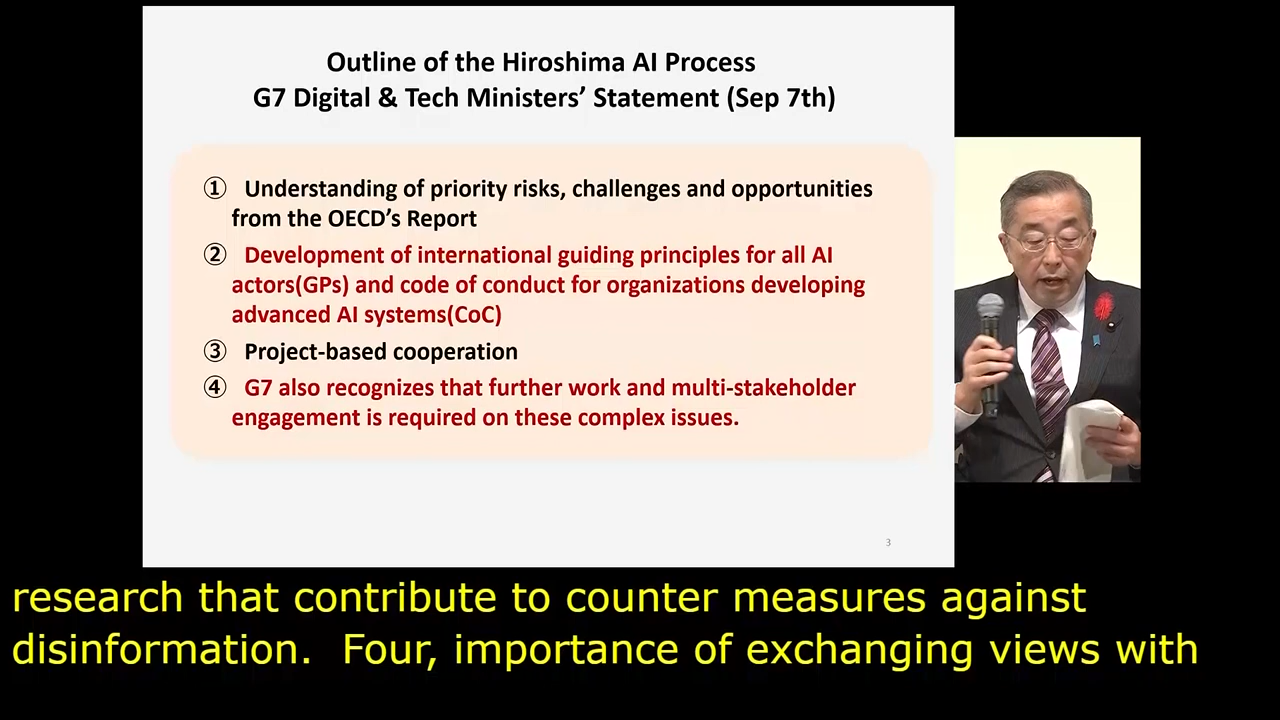 Outline of the Hiroshima AI Process
G7 Digital & Tech Ministers’ Statement (Sep 7th)
① Understanding of priority risks, challenges and opportunities
from the OECD’s Report
② Development of international guiding principles for all AI
actors(GPs) and code of conduct for organizations developing
advanced AI systems(CoC)
③ Project-based cooperation
④ G7 also recognizes that further work and multi-stakeholder
engagement is required on these complex issues.
3
research that contribute to counter measures against
disinformation.  Four, importance of exchanging views with